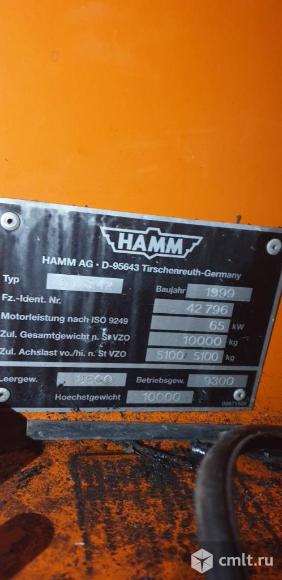 HAMM
HAMM AG · D-95643 Tirschenreuth-Germany
Typ
Baujahr 1999
Fz.-Ident. Nr. 42 796
Motorleistung nach ISO 9249 65 kW
Zul. Gesamtgewicht n. St VZO 10000 kg
Zul. Achslast vo./hi. n. St VZO 5100 / 5100 kg
Leergew. Betriebsgew. 9300
Hoechstgewicht 10000
cmlt.ru